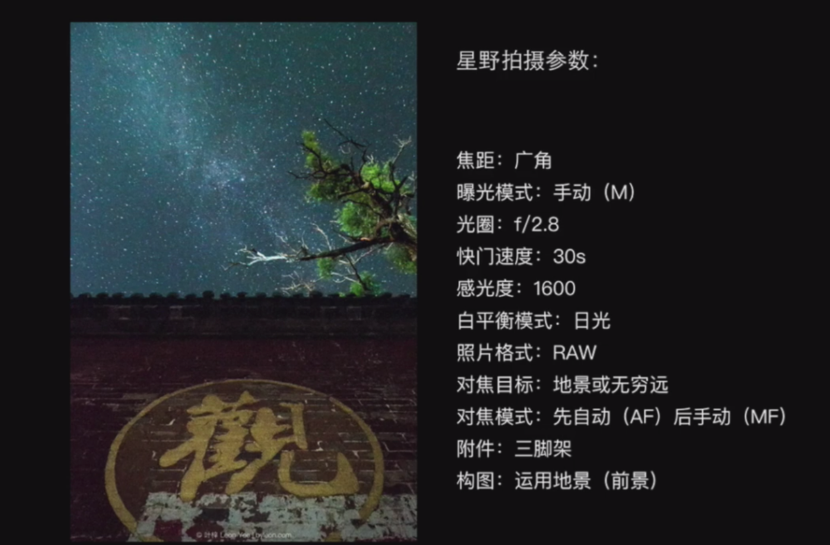 星野拍摄参数：
焦距：广角
曝光模式：手动（M）
光圈：f/2.8
快门速度：30s
感光度：1600
白平衡模式：日光
照片格式：RAW
对焦目标：地景或无穷远
对焦模式：先自动（AF）后手动（MF）
附件：三脚架
构图：运用地景（前景）
觀